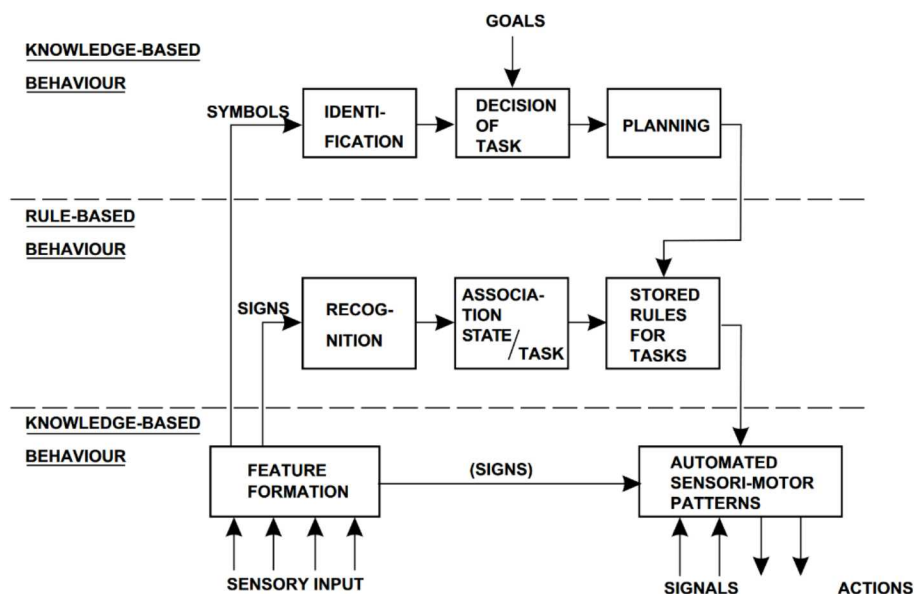 GOALS
KNOWLEDGE-BASED
BEHAVIOUR
SYMBOLS
IDENTI-
FICATION
DECISION
OF
TASK
PLANNING
RULE-BASED
BEHAVIOUR
SIGNS
RECOG-
NITION
ASSOCIA-
TION
STATE/
TASK
STORED
RULES
FOR
TASKS
KNOWLEDGE-BASED
BEHAVIOUR
FEATURE
FORMATION
(SIGNS)
AUTOMATED
SENSORI-MOTOR
PATTERNS
SENSORY INPUT
SIGNALS
ACTIONS